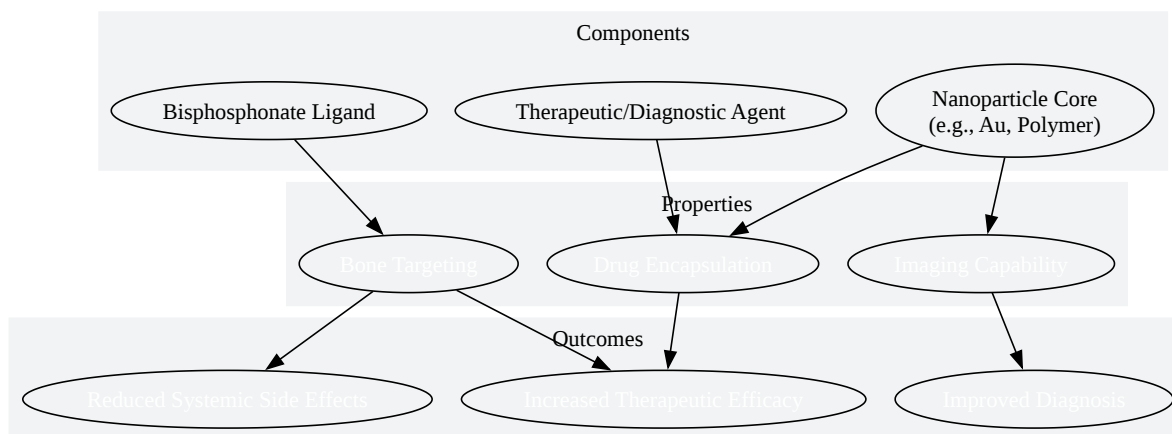 Components
Bisphosphonate Ligand
Therapeutic/Diagnostic Agent
Nanoparticle Core
(e.g., Au, Polymer)
Properties
Bone Targeting
Drug Encapsulation
Imaging Capability
Outcomes
Reduced Systemic Side Effects
Increased Therapeutic Efficacy
Improved Diagnosis